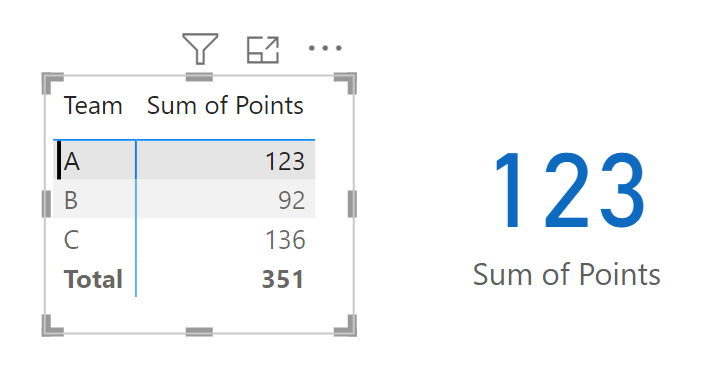 Team Sum of Points
A 123
B 92
C 136
Total 351
123
Sum of Points